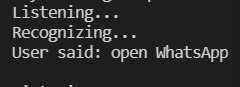 Listening...
Recognizing...
User said: open WhatsApp